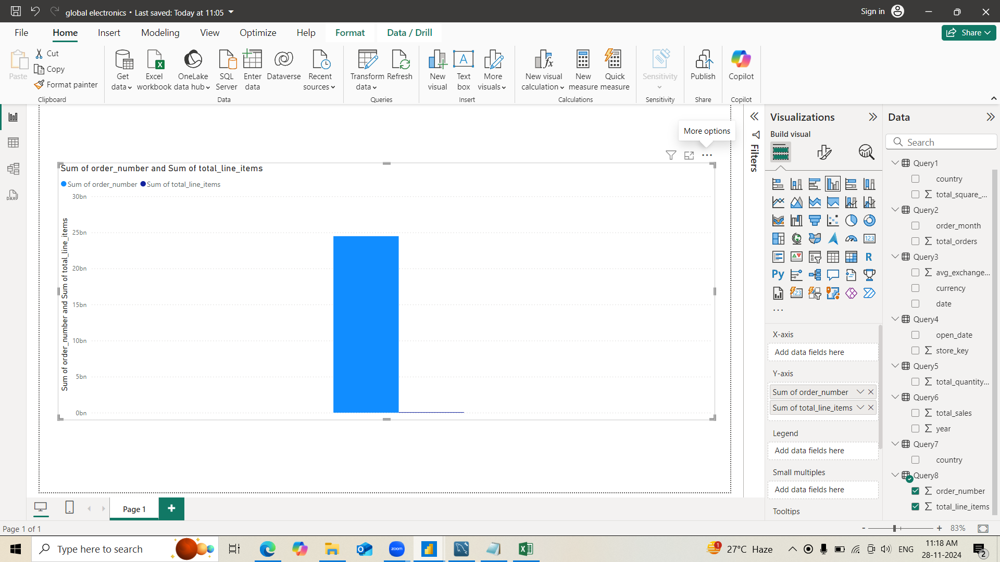 global electronics • Last saved: Today at 11:05
Sign in
File
Home
Insert
Modeling
View
Optimize
Help
Format
Data / Drill
Share
Paste
Cut
Copy
Format painter
Clipboard
Get data
Excel workbook
OneLake data hub
SQL Server
Enter data
Dataverse
Recent sources
Data
Transform data
Refresh
Queries
New visual
Text box
More visuals
Insert
New visual calculation
New measure
Quick measure
Calculations
Sensitivity
Sensitivity
Publish
Share
Copilot
Copilot
DAX
More options
Sum of order_number and Sum of total_line_items
Sum of order_number
Sum of total_line_items
Sum of order_number and Sum of total_line_items
30bn
25bn
20bn
15bn
10bn
5bn
0bn
Filters
Visualizations
Build visual
123
R
Py
123
X-axis
Add data fields here
Y-axis
Sum of order_number
Sum of total_line_items
Legend
Add data fields here
Small multiples
Add data fields here
Tooltips
Data
Search
Query1
country
total_square_...
Query2
order_month
total_orders
Query3
avg_exchange...
currency
date
Query4
open_date
store_key
Query5
total_quantity...
Query6
total_sales
year
Query7
country
Query8
order_number
total_line_items
Page 1
Page 1 of 1
- + 83%
Type here to search
zoom
1
27°C Haze
ENG
11:18 AM
28-11-2024
2